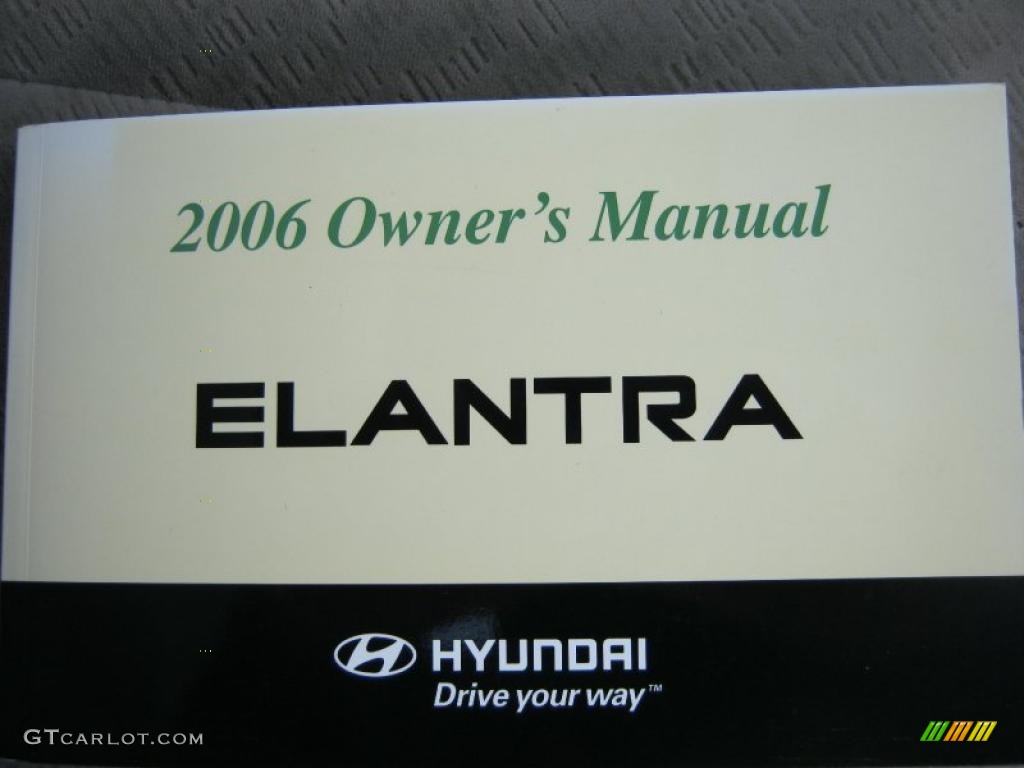 2006 Owner's Manual
ELANTRA
HYUNDAI
Drive your way™
GTCARLOT.COM